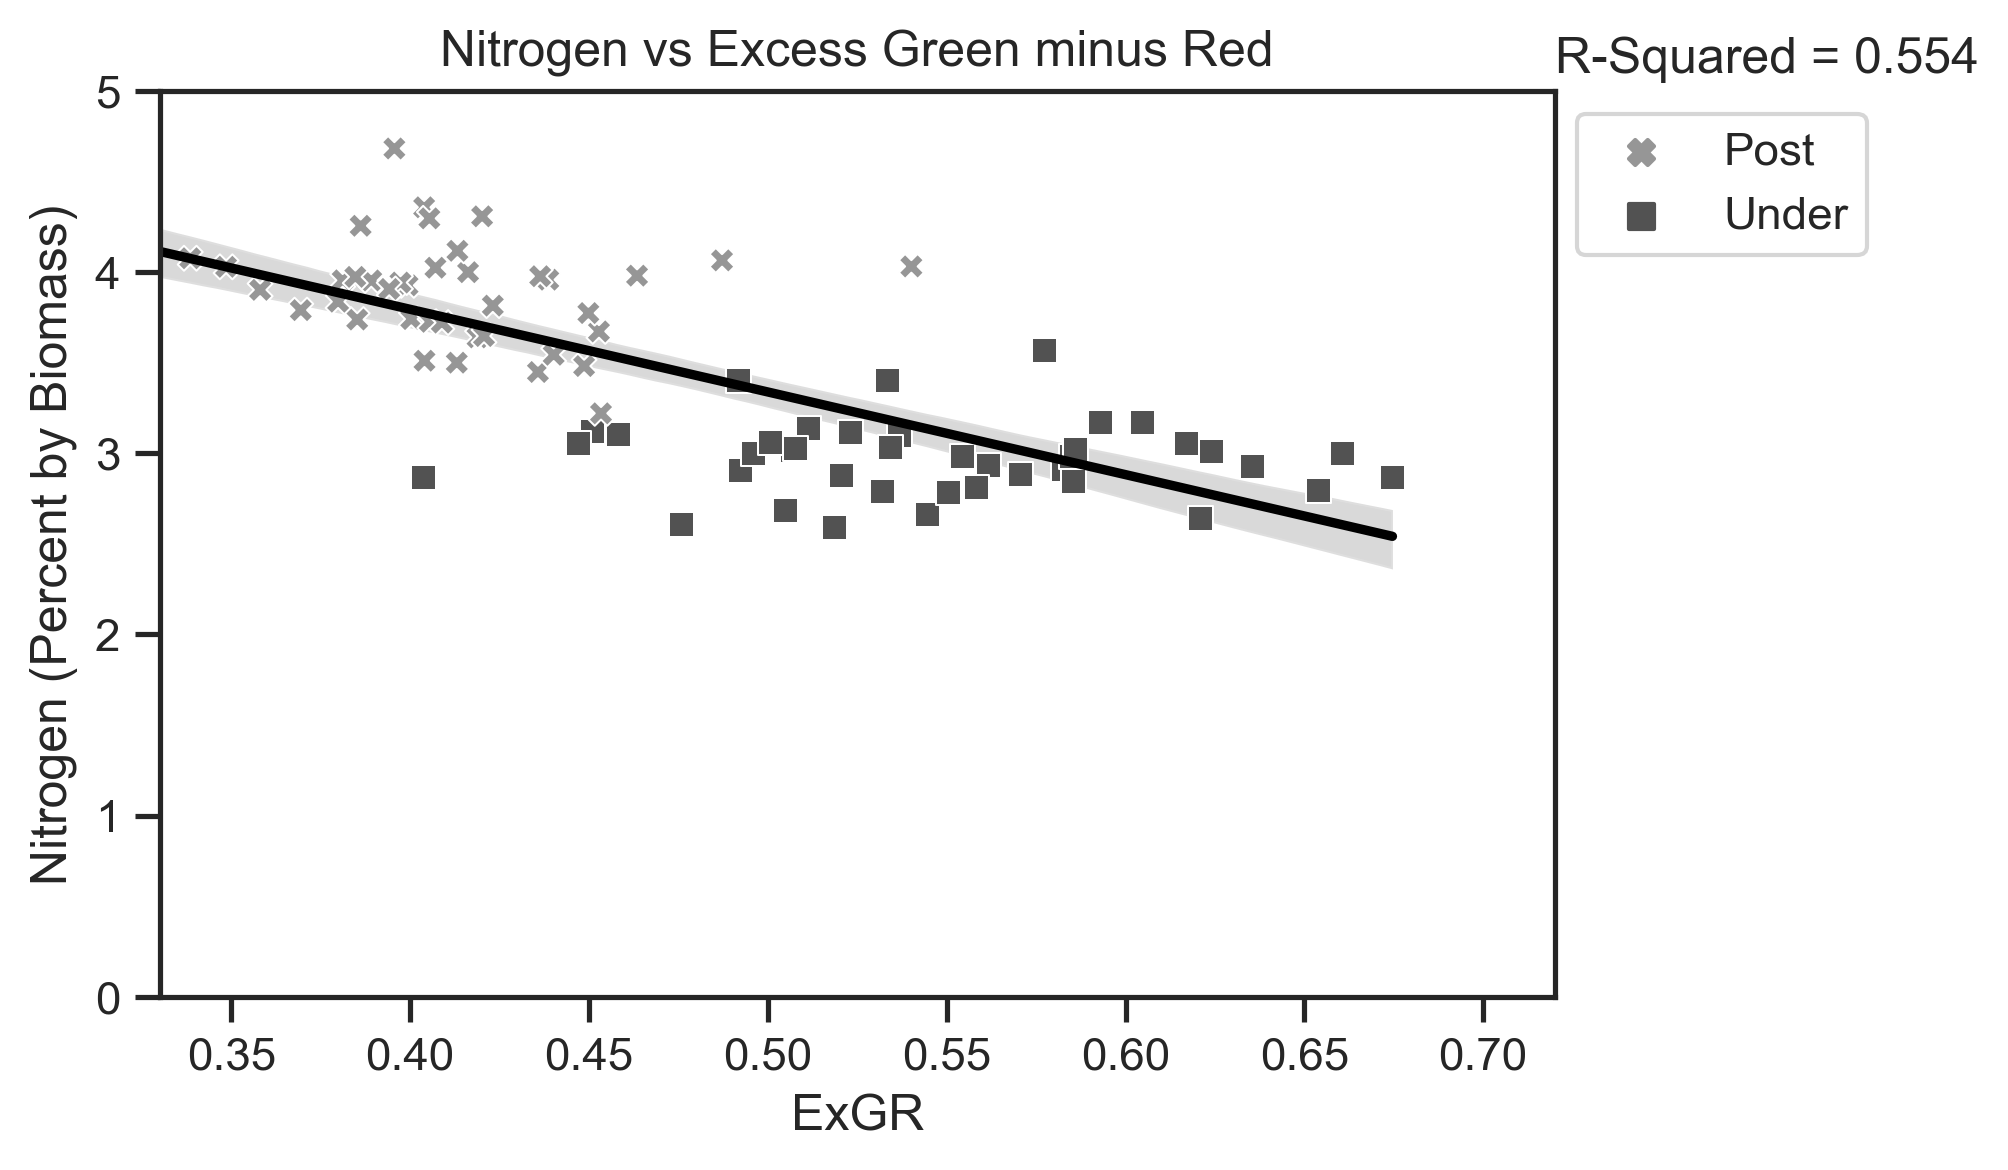 Nitrogen vs Excess Green minus Red
R-Squared = 0.554
Post
Under
Nitrogen (Percent by Biomass)
5
4
3
2
1
0
0.35 0.40 0.45 0.50 0.55 0.60 0.65 0.70
ExGR